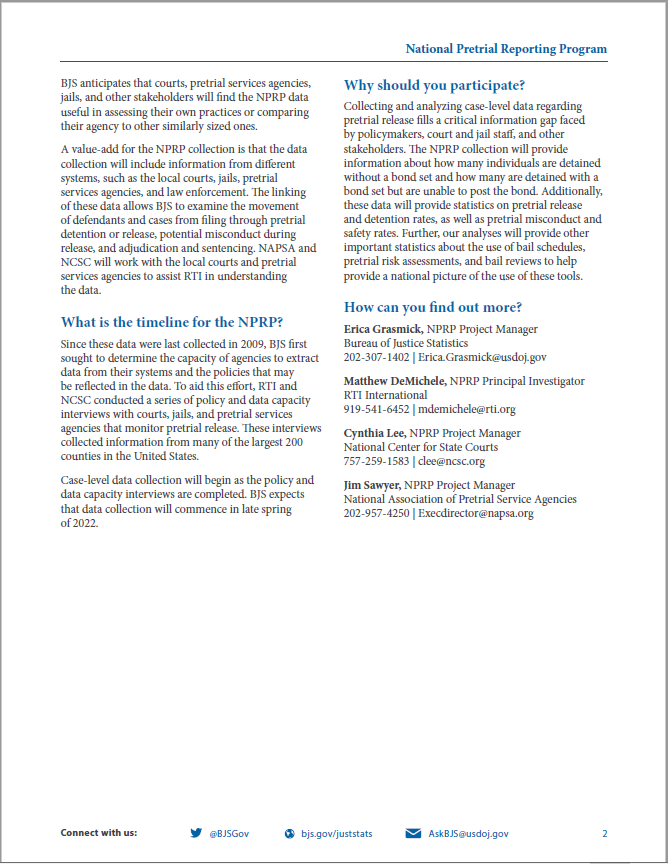 National Pretrial Reporting Program
BJS anticipates that courts, pretrial services agencies,
jails, and other stakeholders will find the NPRP data
useful in assessing their own practices or comparing
their agency to other similarly sized ones.
A value-add for the NPRP collection is that the data
collection will include information from different
systems, such as the local courts, jails, pretrial
services agencies, and law enforcement. The linking
of these data allows BJS to examine the movement
of defendants and cases from filing through pretrial
detention or release, potential misconduct during
release, and adjudication and sentencing. NAPSA and
NCSC will work with the local courts and pretrial
services agencies to assist RTI in understanding
the data.
What is the timeline for the NPRP?
Since these data were last collected in 2009, BJS first
sought to determine the capacity of agencies to extract
data from their systems and the policies that may
be reflected in the data. To aid this effort, RTI and
NCSC conducted a series of policy and data capacity
interviews with courts, jails, and pretrial services
agencies that monitor pretrial release. These interviews
collected information from many of the largest 200
counties in the United States.
Case-level data collection will begin as the policy and
data capacity interviews are completed. BJS expects
that data collection will commence in late spring
of 2022.
Why should you participate?
Collecting and analyzing case-level data regarding
pretrial release fills a critical information gap faced
by policymakers, court and jail staff, and other
stakeholders. The NPRP collection will provide
information about how many individuals are detained
without a bond set and how many are detained with a
bond set but are unable to post the bond. Additionally,
these data will provide statistics on pretrial release
and detention rates, as well as pretrial misconduct and
safety rates. Further, our analyses will provide other
important statistics about the use of bail schedules,
pretrial risk assessments, and bail reviews to help
provide a national picture of the use of these tools.
How can you find out more?
Erica Grasmick, NPRP Project Manager
Bureau of Justice Statistics
202-307-1402 | Erica.Grasmick@usdoj.gov
Matthew DeMichele, NPRP Principal Investigator
RTI International
919-541-6452 | mdemichele@rti.org
Cynthia Lee, NPRP Project Manager
National Center for State Courts
757-259-1583 | clee@ncsc.org
Jim Sawyer, NPRP Project Manager
National Association of Pretrial Service Agencies
202-957-4250 | Execdirector@napsa.org
Connect with us: @BJSGov bjs.gov/juststats AskBJS@usdoj.gov 2